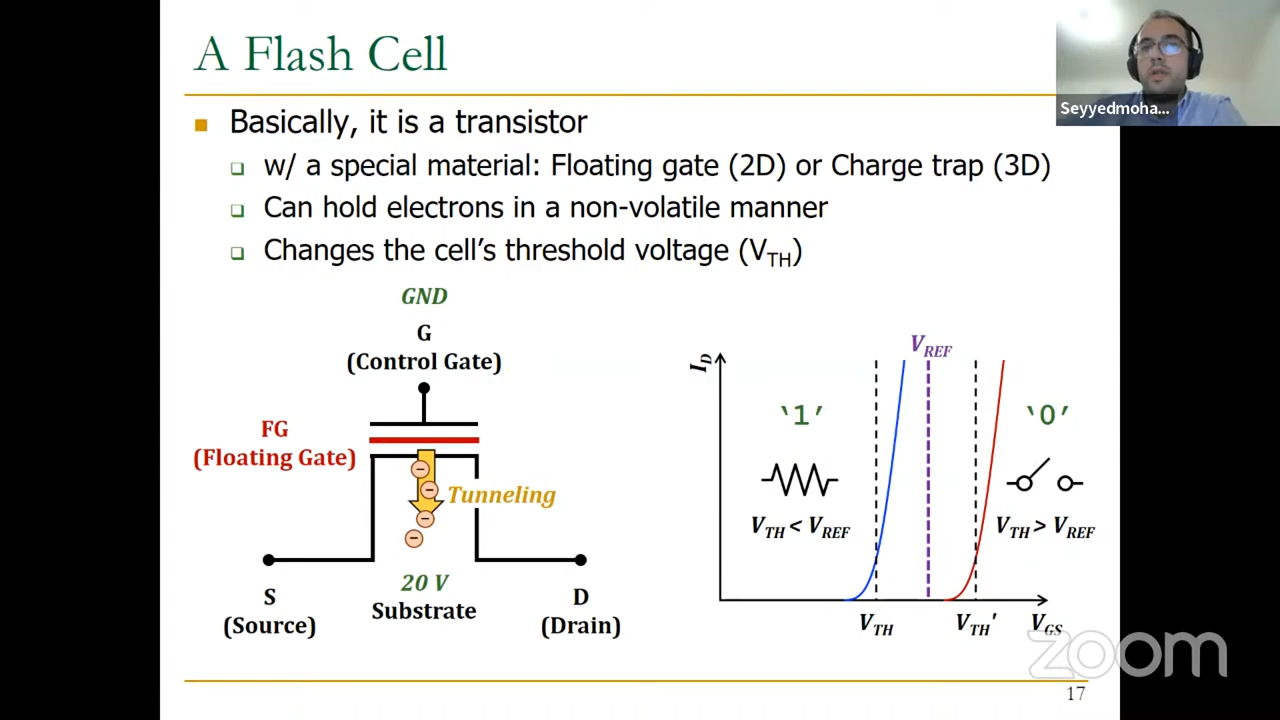 A Flash Cell
Seyyedmoha...
Basically, it is a transistor
w/ a special material: Floating gate (2D) or Charge trap (3D)
Can hold electrons in a non-volatile manner
Changes the cell's threshold voltage (VTH)
GND
G
(Control Gate)
FG
(Floating Gate)
Tunneling
20 V
Substrate
S
(Source)
D
(Drain)
ID
VREF
'1'
'0'
VTH < VREF
VTH > VREF
VTH
VTH'
VGS
zoom
17